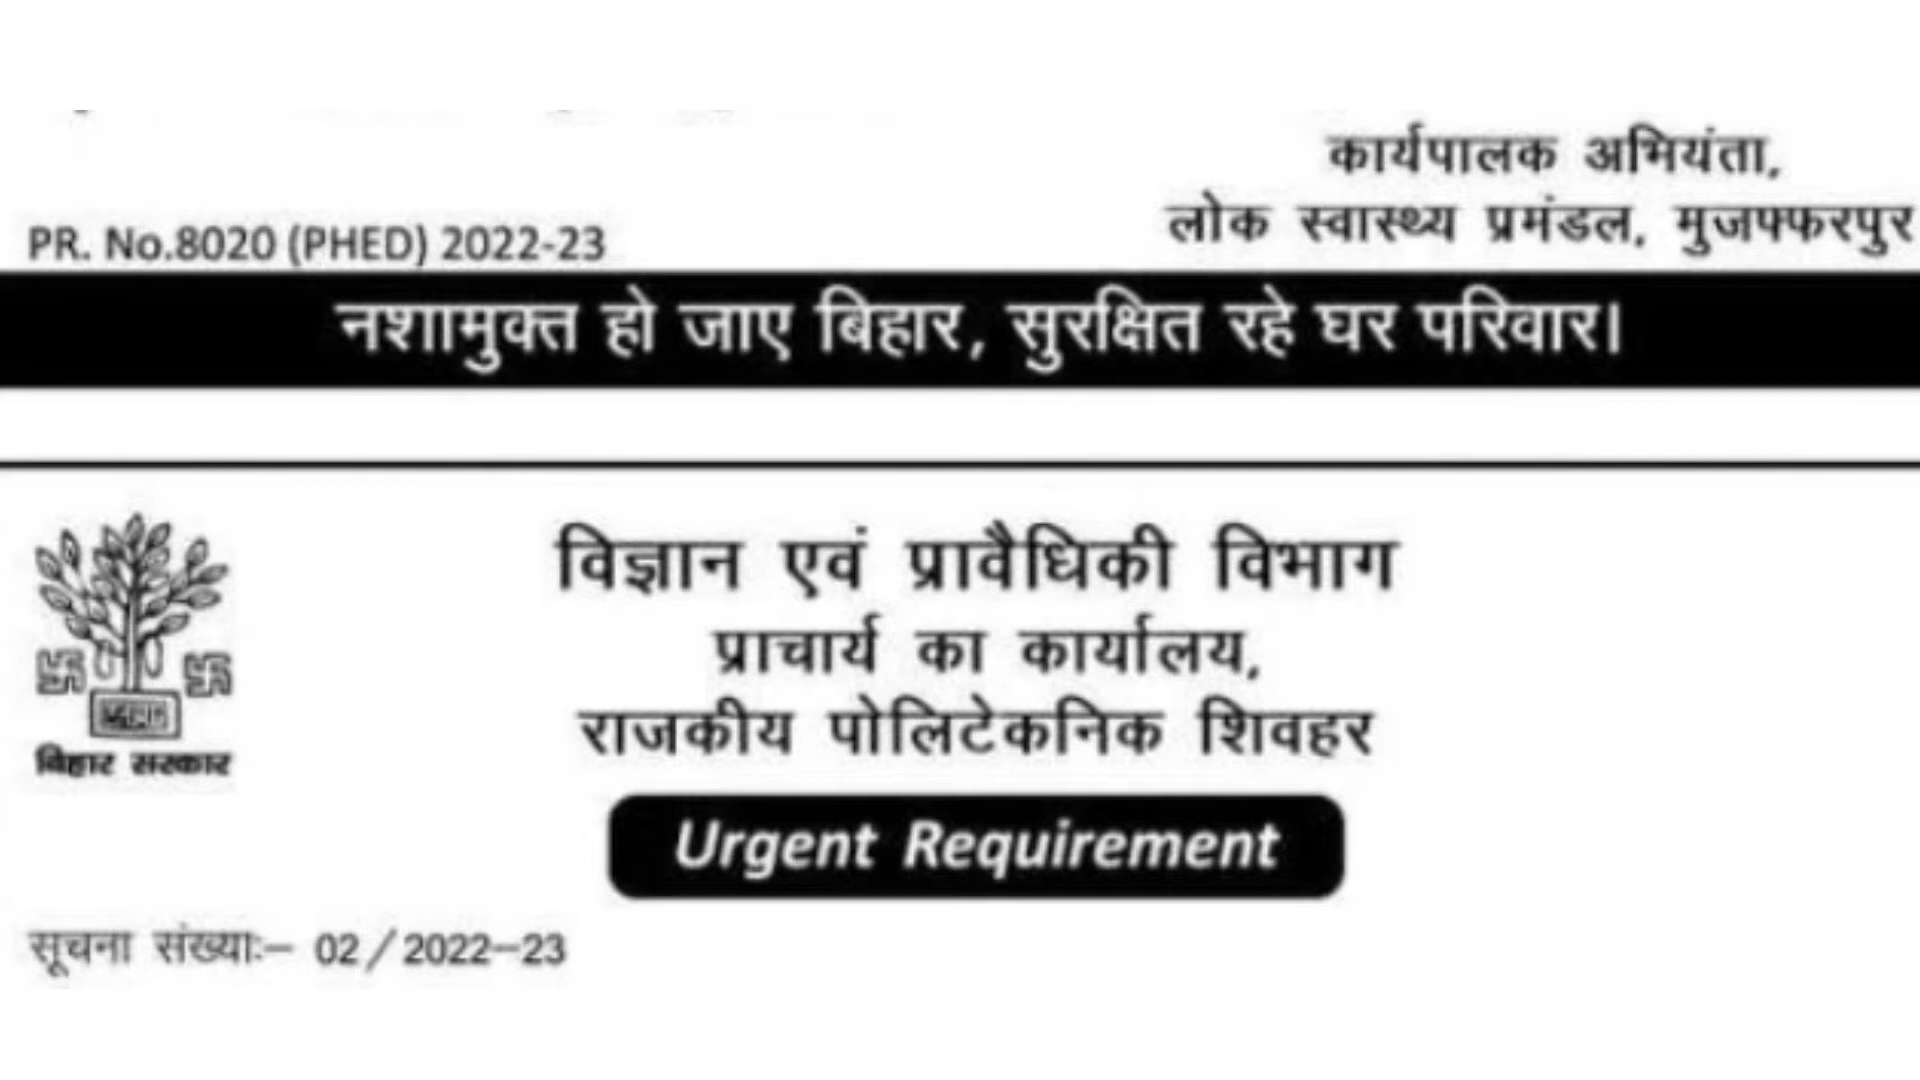 कार्यपालक अभियंता,
लोक स्वास्थ्य प्रमंडल, मुजफ्फरपुर
PR. No.8020 (PHED) 2022-23
नशामुक्त हो जाए बिहार, सुरक्षित रहे घर परिवार।
विज्ञान एवं प्रावैधिकी विभाग
प्राचार्य का कार्यालय,
राजकीय पोलिटेकनिक शिवहर
बिहार सरकार
Urgent Requirement
सूचना संख्याः– 02/2022–23